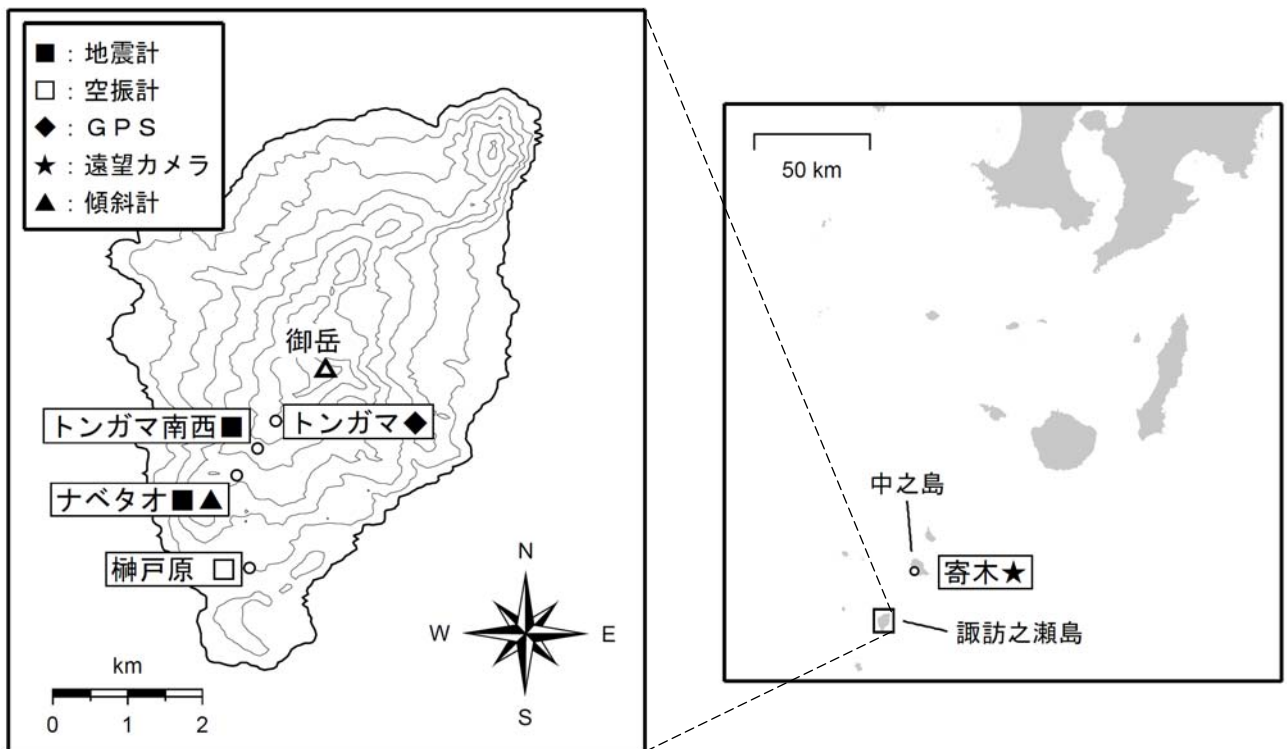 ■：地震計
□：空振計
◆：GPS
★：遠望カメラ
▲：傾斜計
御岳
トンガマ南西■
トンガマ◆
ナベタオ■▲
榊戸原 □
km
0 1 2
N
W E
S
50 km
中之島
寄木★
諏訪之瀬島